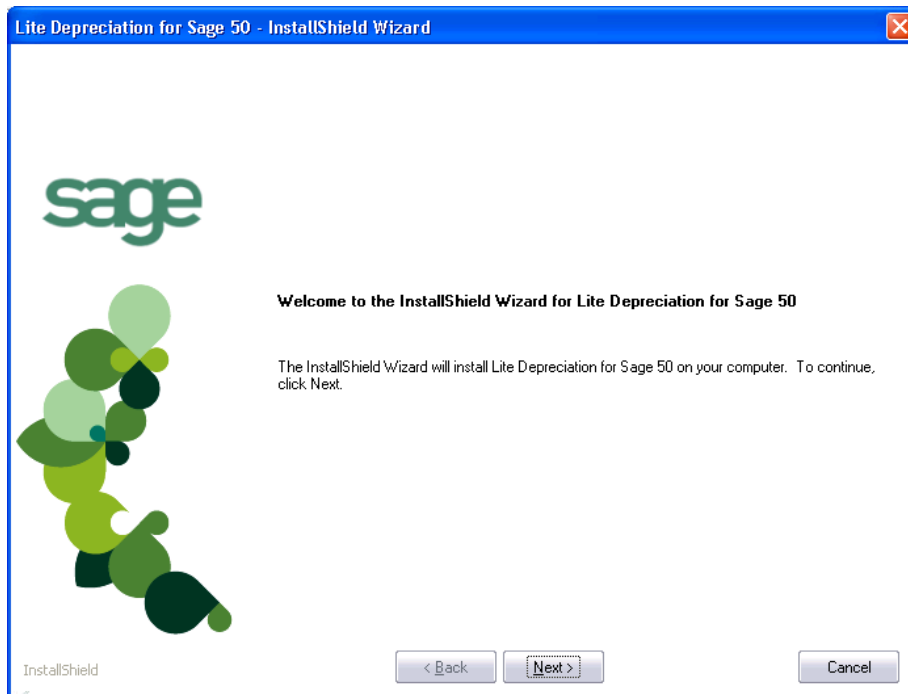 Lite Depreciation for Sage 50 - InstallShield Wizard
sage
Welcome to the InstallShield Wizard for Lite Depreciation for Sage 50
The InstallShield Wizard will install Lite Depreciation for Sage 50 on your computer. To continue,
click Next.
InstallShield
< Back
Next >
Cancel